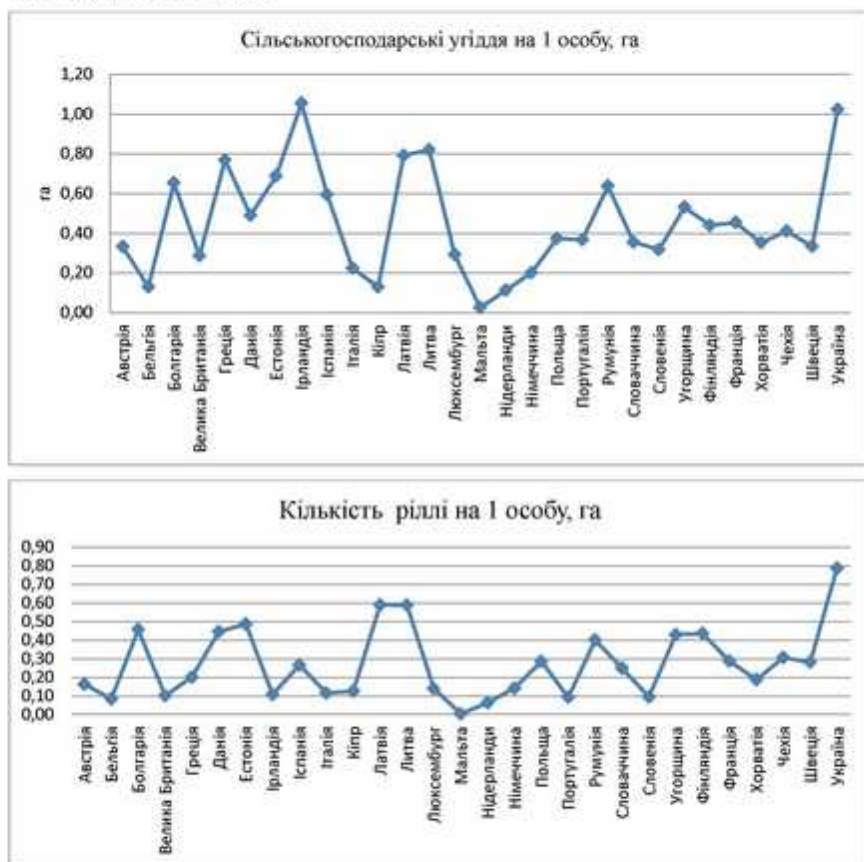 Сільськогосподарські угіддя на 1 особу, га
1,20
1,00
0,80
0,60
0,40
0,20
0,00
га
Австрія
Бельгія
Болгарія
Велика Британія
Греція
Данія
Естонія
Ірландія
Іспанія
Італія
Кіпр
Латвія
Литва
Люксембург
Мальта
Нідерланди
Німеччина
Польща
Португалія
Румунія
Словаччина
Словенія
Угорщина
Фінляндія
Франція
Хорватія
Чехія
Швеція
Україна
Кількість ріллі на 1 особу, га
0,90
0,80
0,70
0,60
0,50
0,40
0,30
0,20
0,10
0,00
Австрія
Бельгія
Болгарія
Велика Британія
Греція
Данія
Естонія
Ірландія
Іспанія
Італія
Кіпр
Латвія
Литва
Люксембург
Мальта
Нідерланди
Німеччина
Польща
Португалія
Румунія
Словаччина
Словенія
Угорщина
Фінляндія
Франція
Хорватія
Чехія
Швеція
Україна